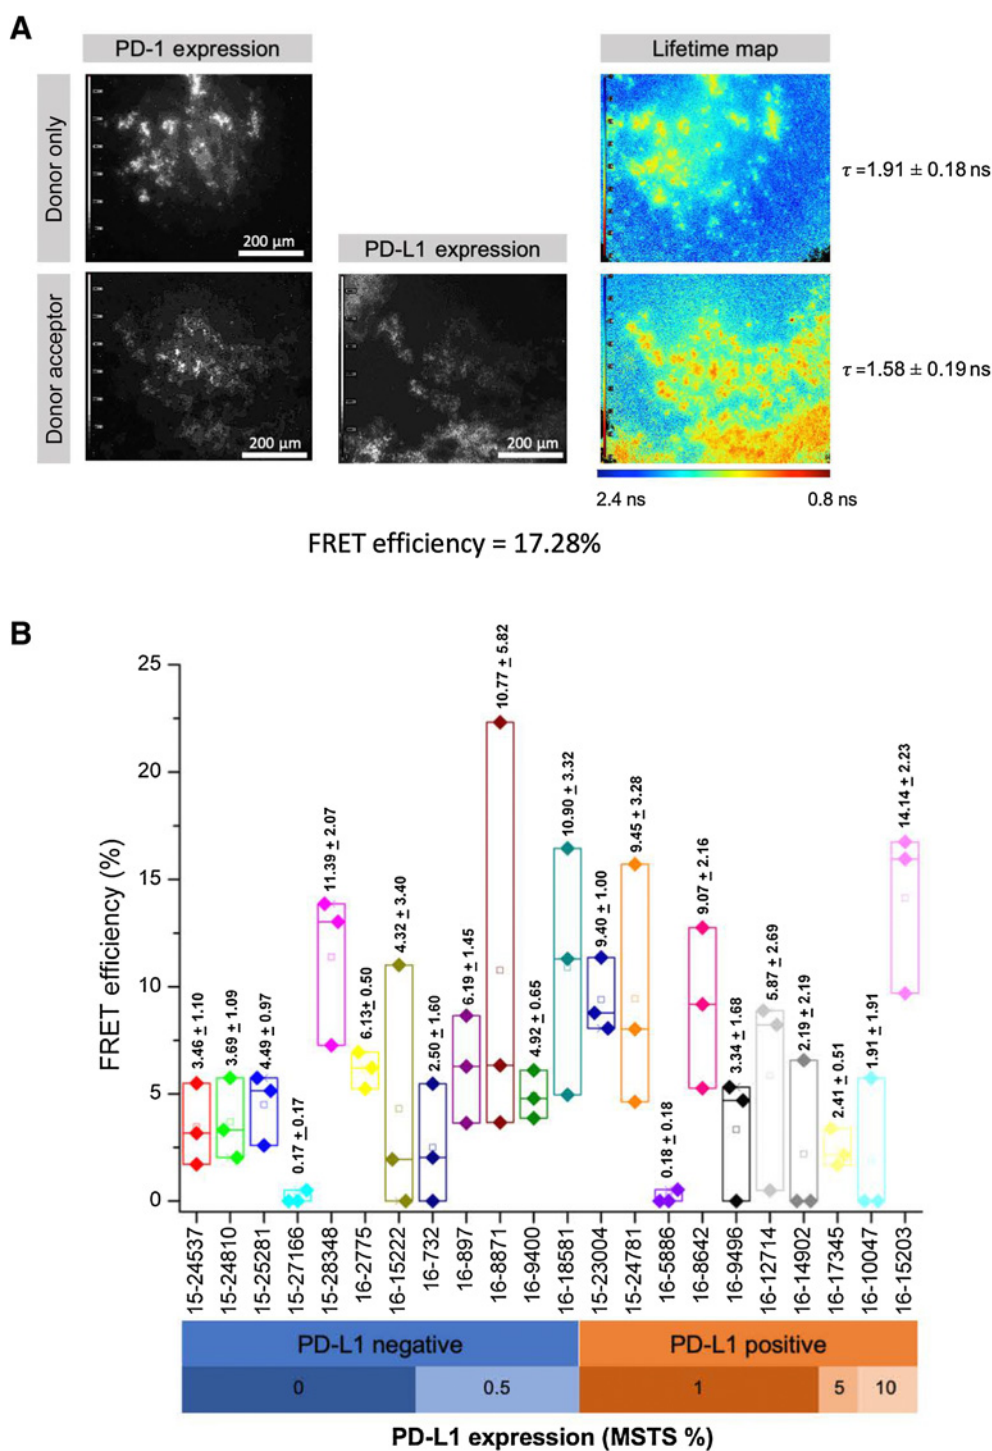 A
PD-1 expression
Lifetime map
Donor only
200 µm
τ=1.91 ± 0.18 ns
PD-L1 expression
Donor acceptor
200 µm
200 µm
τ=1.58 ± 0.19 ns
2.4 ns
0.8 ns
FRET efficiency = 17.28%
B
FRET efficiency (%)
25
20
15
10
5
0
3.46 ± 1.10
3.69 ± 1.09
4.49 ± 0.97
0.17 ± 0.17
11.39 ± 2.07
6.13 ± 0.50
4.32 ± 3.40
2.50 ± 1.60
6.19 ± 1.45
10.77 ± 5.82
4.92 ± 0.65
10.90 ± 3.32
9.40 ± 1.00
9.45 ± 3.28
0.18 ± 0.18
9.07 ± 2.16
3.34 ± 1.68
5.87 ± 2.69
2.19 ± 2.19
2.41 ± 0.51
1.91 ± 1.91
14.14 ± 2.23
15-24537
15-24810
15-25281
15-27166
15-28348
16-27775
16-15222
16-732
16-897
16-8871
16-9400
16-18581
15-23004
15-24781
16-5886
16-8642
16-9496
16-12714
16-14902
16-17345
16-10047
16-15203
PD-L1 negative
PD-L1 positive
0
0.5
1
5
10
PD-L1 expression (MSTS %)